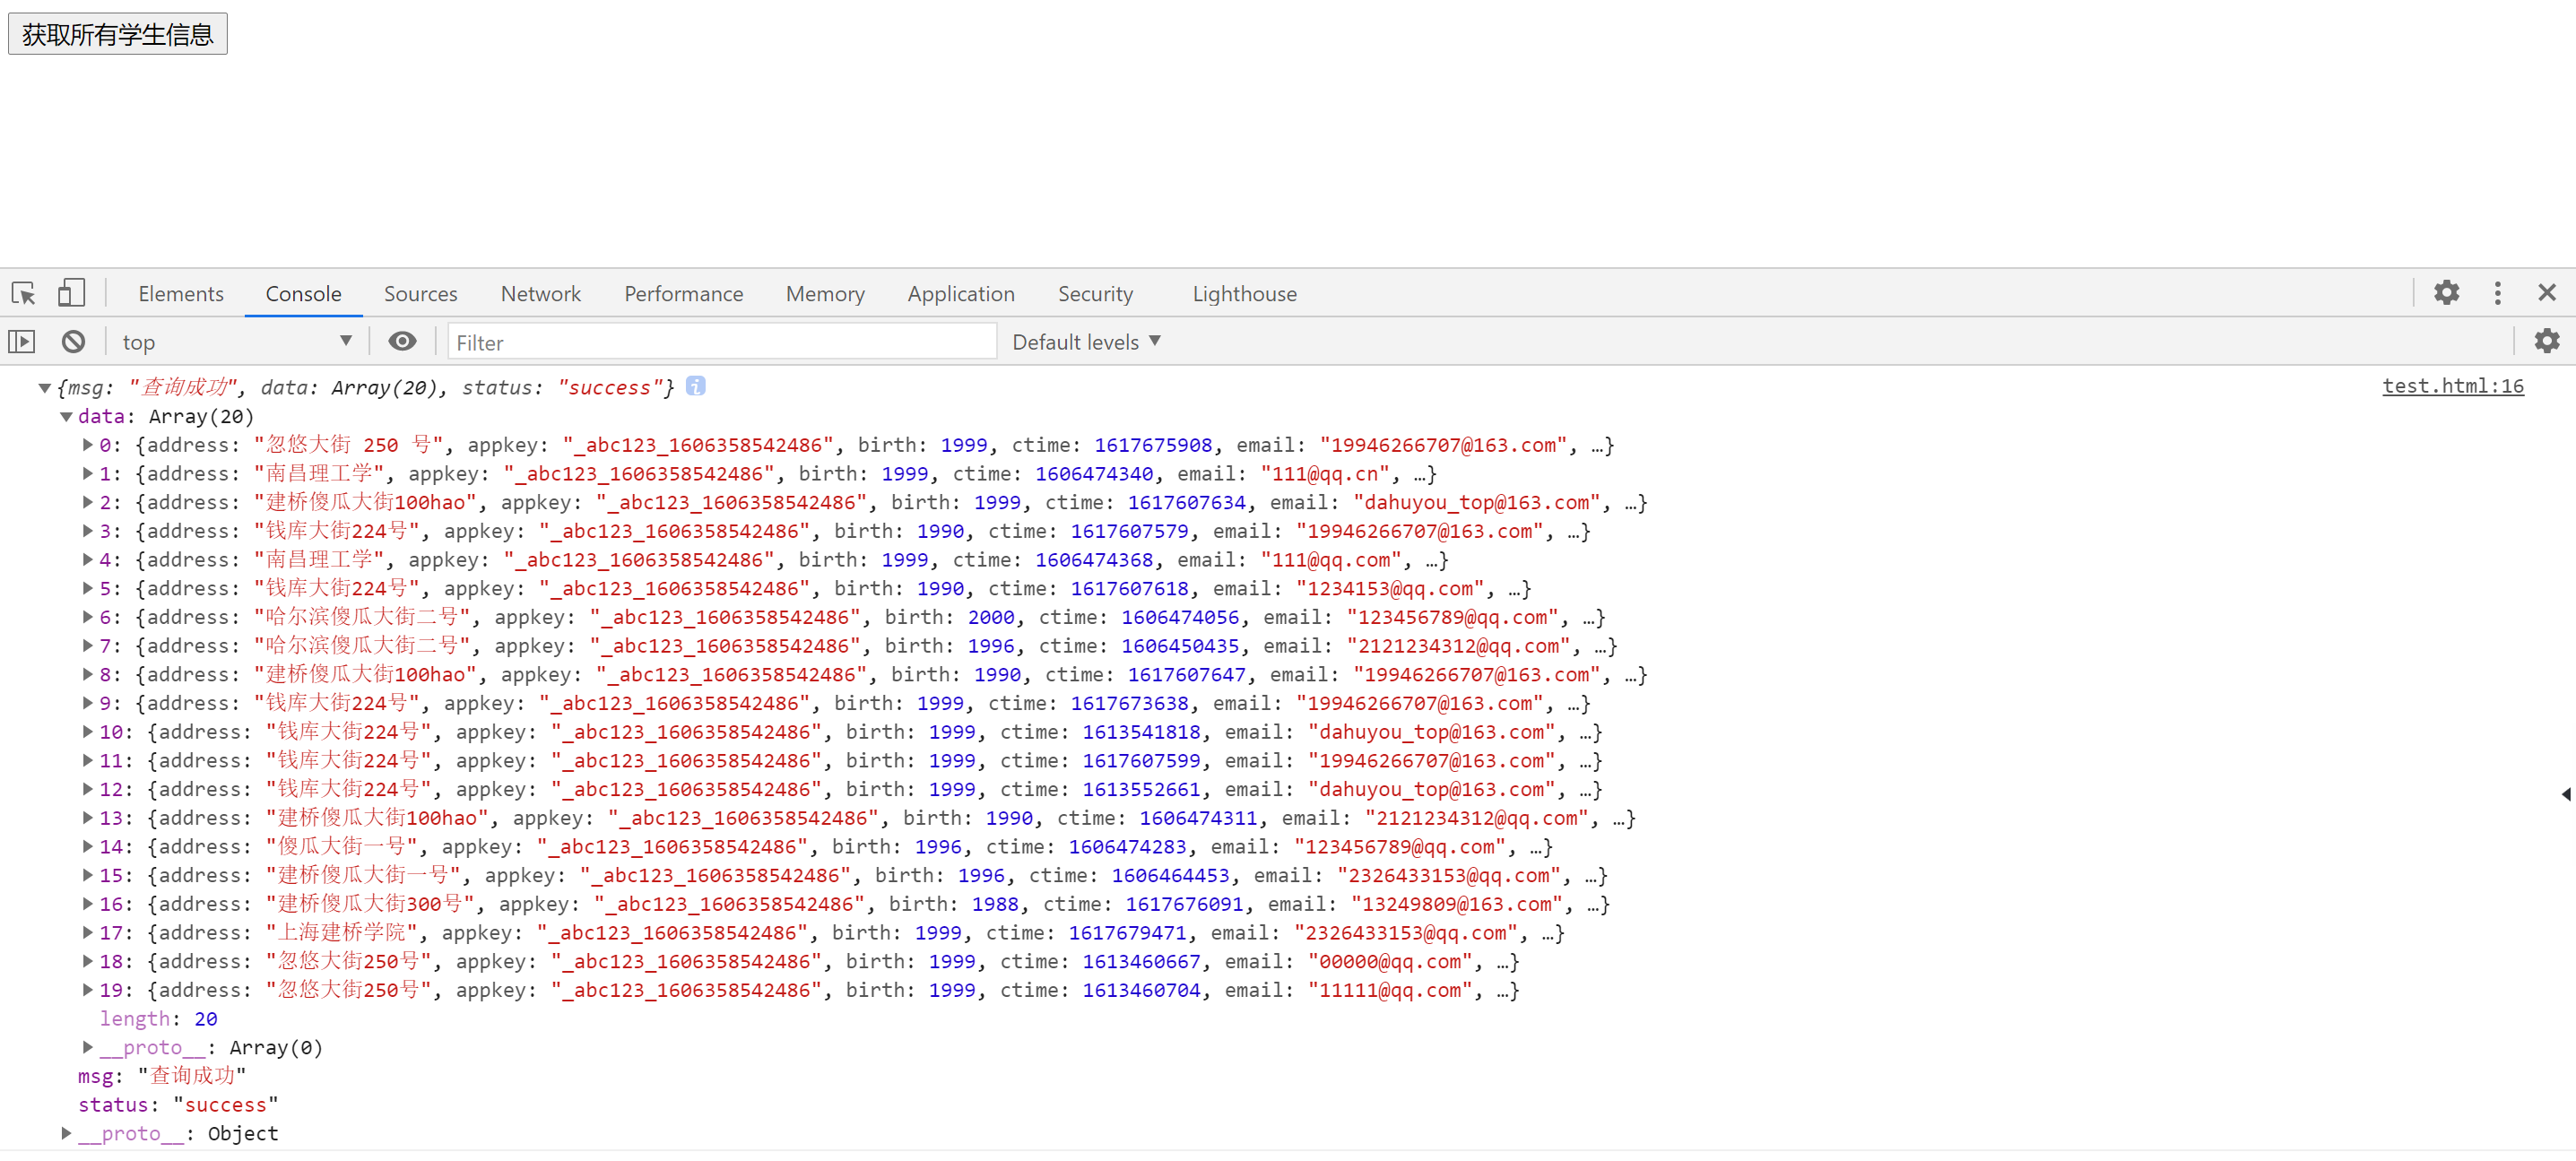 获取所有学生信息
Elements Console Sources Network Performance Memory Application Security Lighthouse
top Filter Default levels
{msg: "查询成功", data: Array(20), status: "success"} i test.html:16
data: Array(20)
0: {address: "忽悠大街 250 号", appkey: "_abc123_1606358542486", birth: 1999, ctime: 1617675908, email: "19946266707@163.com", …}
1: {address: "南昌理工学", appkey: "_abc123_1606358542486", birth: 1999, ctime: 1606474340, email: "111@qq.cn", …}
2: {address: "建桥傻瓜大街100hao", appkey: "_abc123_1606358542486", birth: 1999, ctime: 1617607634, email: "dahuyou_top@163.com", …}
3: {address: "钱库大街224号", appkey: "_abc123_1606358542486", birth: 1990, ctime: 1617607579, email: "19946266707@163.com", …}
4: {address: "南昌理工学", appkey: "_abc123_1606358542486", birth: 1999, ctime: 1606474368, email: "111@qq.com", …}
5: {address: "钱库大街224号", appkey: "_abc123_1606358542486", birth: 1990, ctime: 1617607618, email: "1234153@qq.com", …}
6: {address: "哈尔滨傻瓜大街二号", appkey: "_abc123_1606358542486", birth: 2000, ctime: 1606474056, email: "123456789@qq.com", …}
7: {address: "哈尔滨傻瓜大街二号", appkey: "_abc123_1606358542486", birth: 1996, ctime: 1606450435, email: "2121234312@qq.com", …}
8: {address: "建桥傻瓜大街100hao", appkey: "_abc123_1606358542486", birth: 1990, ctime: 1617607647, email: "19946266707@163.com", …}
9: {address: "钱库大街224号", appkey: "_abc123_1606358542486", birth: 1999, ctime: 1617673638, email: "19946266707@163.com", …}
10: {address: "钱库大街224号", appkey: "_abc123_1606358542486", birth: 1999, ctime: 1613541818, email: "dahuyou_top@163.com", …}
11: {address: "钱库大街224号", appkey: "_abc123_1606358542486", birth: 1999, ctime: 1617607599, email: "19946266707@163.com", …}
12: {address: "钱库大街224号", appkey: "_abc123_1606358542486", birth: 1999, ctime: 1613552661, email: "dahuyou_top@163.com", …}
13: {address: "建桥傻瓜大街100hao", appkey: "_abc123_1606358542486", birth: 1990, ctime: 1606474311, email: "2121234312@qq.com", …}
14: {address: "傻瓜大街一号", appkey: "_abc123_1606358542486", birth: 1996, ctime: 1606474283, email: "123456789@qq.com", …}
15: {address: "建桥傻瓜大街一号", appkey: "_abc123_1606358542486", birth: 1996, ctime: 1606464453, email: "2326433153@qq.com", …}
16: {address: "建桥傻瓜大街300号", appkey: "_abc123_1606358542486", birth: 1988, ctime: 1617676091, email: "13249809@163.com", …}
17: {address: "上海建桥学院", appkey: "_abc123_1606358542486", birth: 1999, ctime: 1617679471, email: "2326433153@qq.com", …}
18: {address: "忽悠大街250号", appkey: "_abc123_1606358542486", birth: 1999, ctime: 1613460667, email: "00000@qq.com", …}
19: {address: "忽悠大街250号", appkey: "_abc123_1606358542486", birth: 1999, ctime: 1613460704, email: "11111@qq.com", …}
length: 20
__proto__: Array(0)
msg: "查询成功"
status: "success"
__proto__: Object